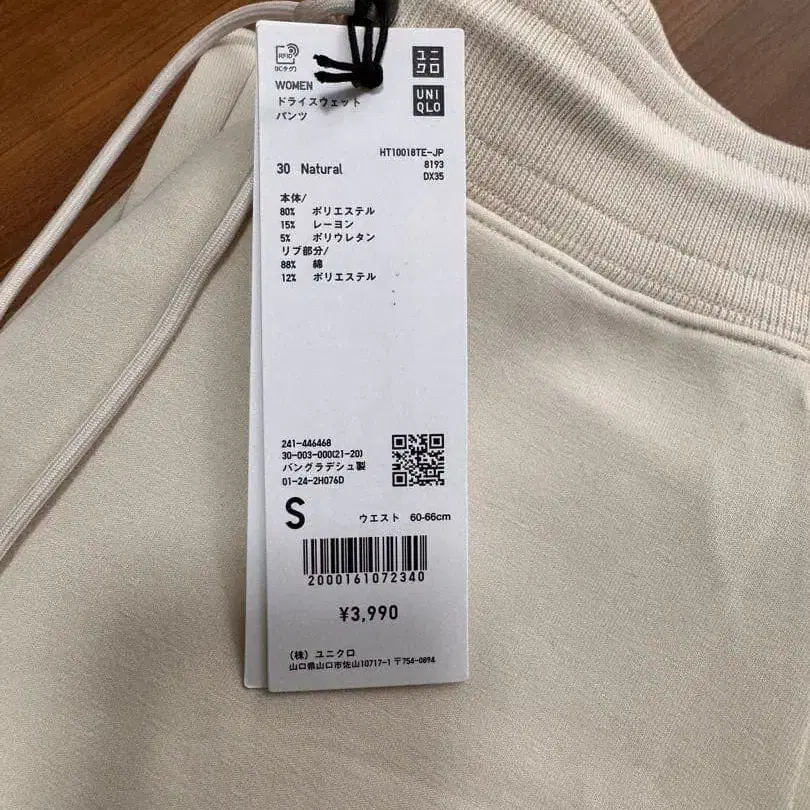 RFID
(ICタグ)
ユニ
クロ
UNI
QLO
WOMEN
ドライスウェット
パンツ
HT10018TE-JP
30 Natural
8193
DX35
本体/
80% ポリエステル
15% レーヨン
5% ポリウレタン
リブ部分/
88% 綿
12% ポリエステル
241-446468
30-003-000(21-20)
バングラデシュ製
01-24-2H076D
S ウエスト 60-66cm
2000161072340
¥3,990
(株) ユニクロ
山口県山口市佐山10717-1 〒754-0894